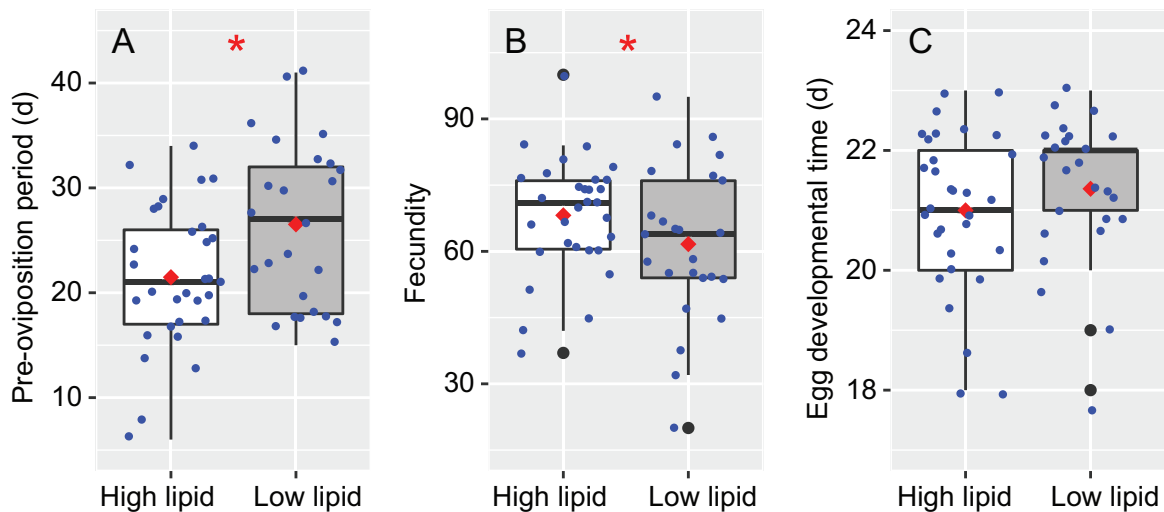 A
*
Pre-oviposition period (d)
40
30
20
10
High lipid
Low lipid
B
*
Fecundity
90
60
30
High lipid
Low lipid
C
Egg developmental time (d)
24
22
20
18
High lipid
Low lipid